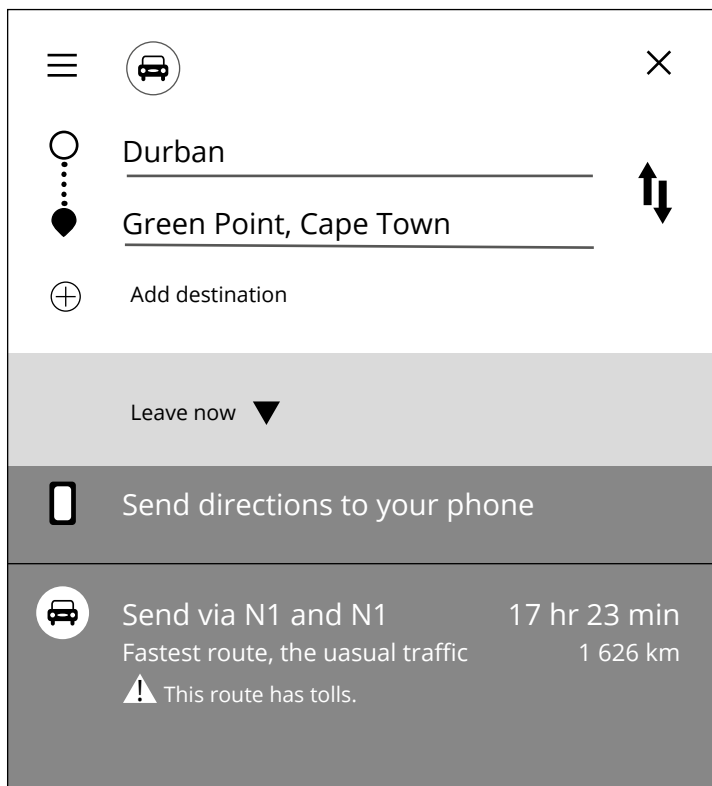 Durban
Green Point, Cape Town
Add destination
Leave now
Send directions to your phone
Send via N1 and N1 17 hr 23 min
Fastest route, the uasual traffic 1 626 km
This route has tolls.